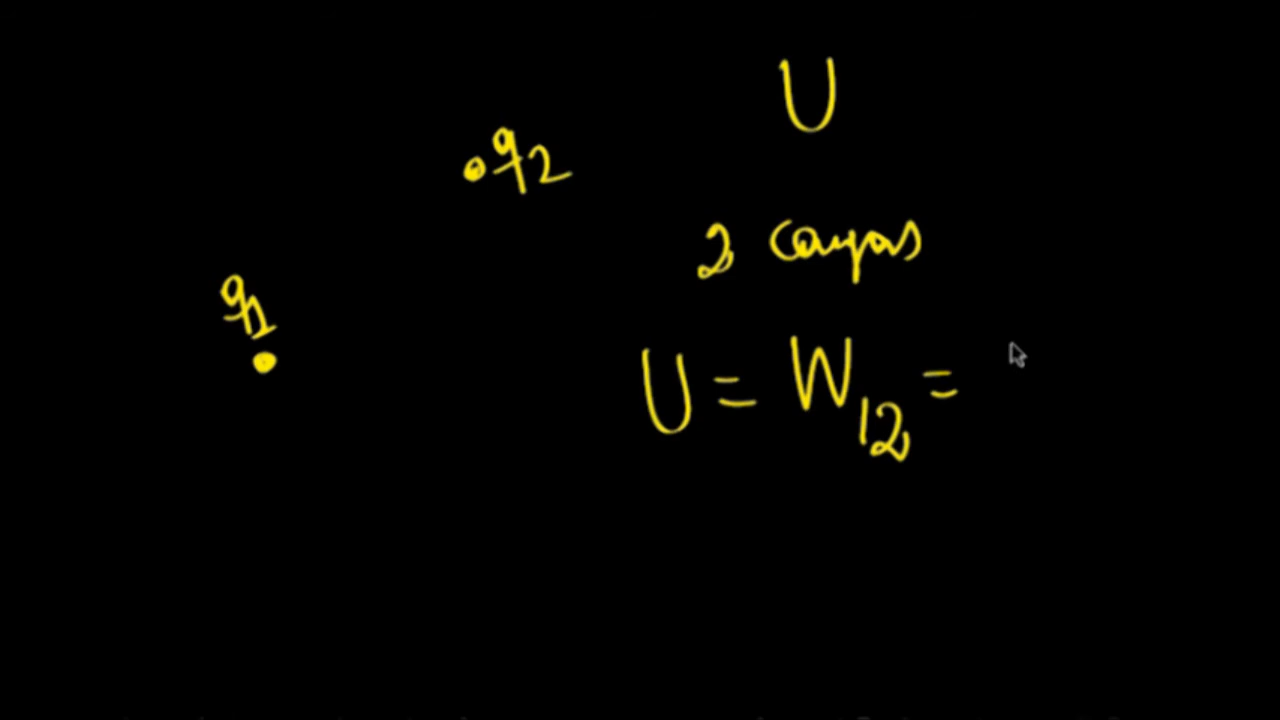 U
q2
2 cargas
q1
U = W12 =